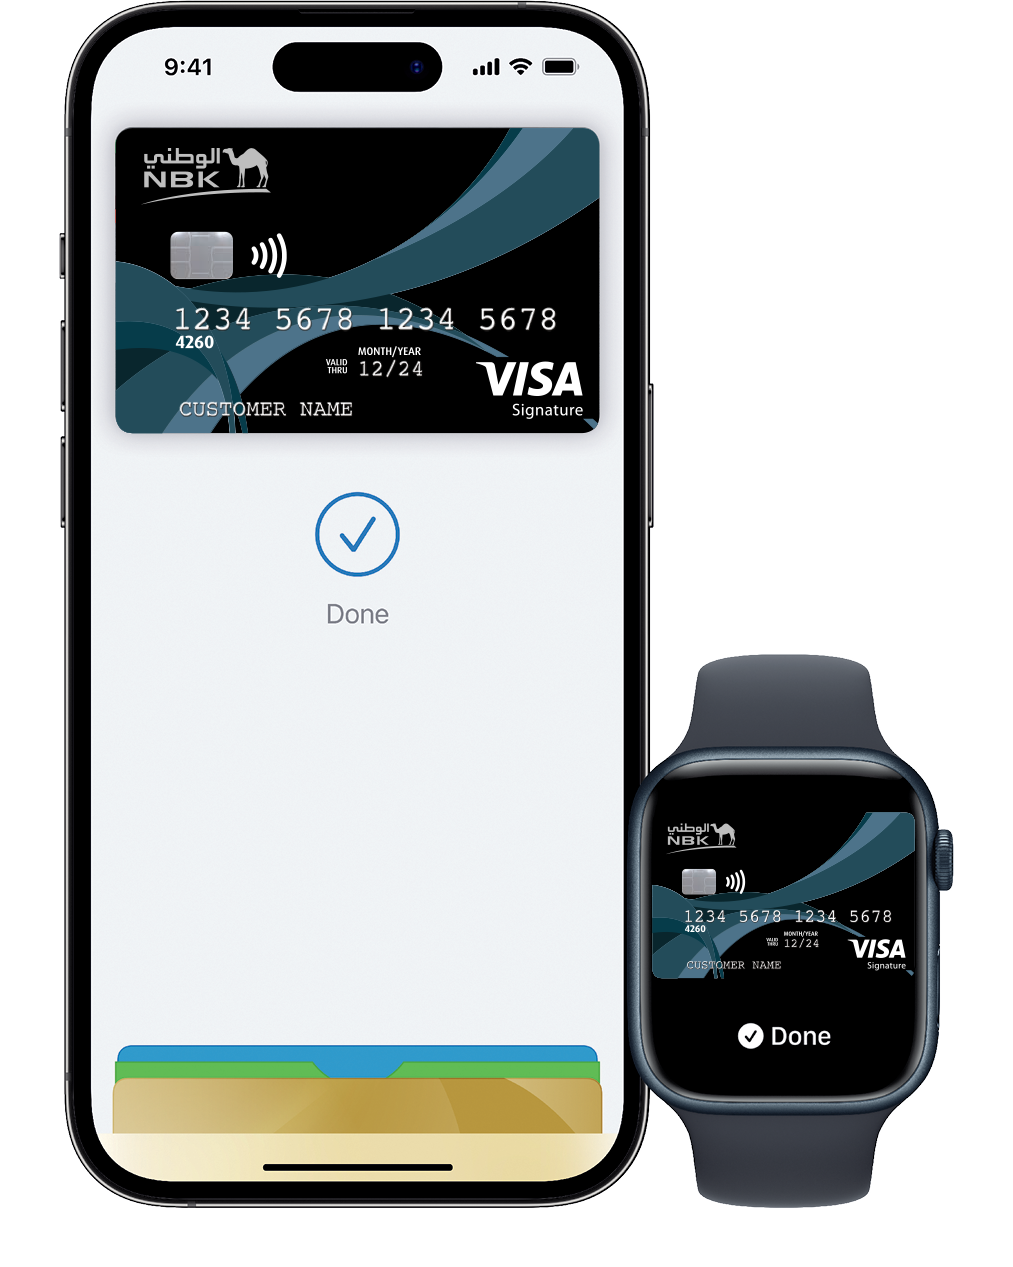 9:41
الوطني
NBK
1234 5678 1234 5678
4260
MONTH/YEAR
VALID THRU 12/24
VISA
CUSTOMER NAME
Signature
Done
الوطني
NBK
1234 5678 1234 5678
4260
MONTH/YEAR
VALID THRU 12/24
VISA
CUSTOMER NAME
Signature
Done